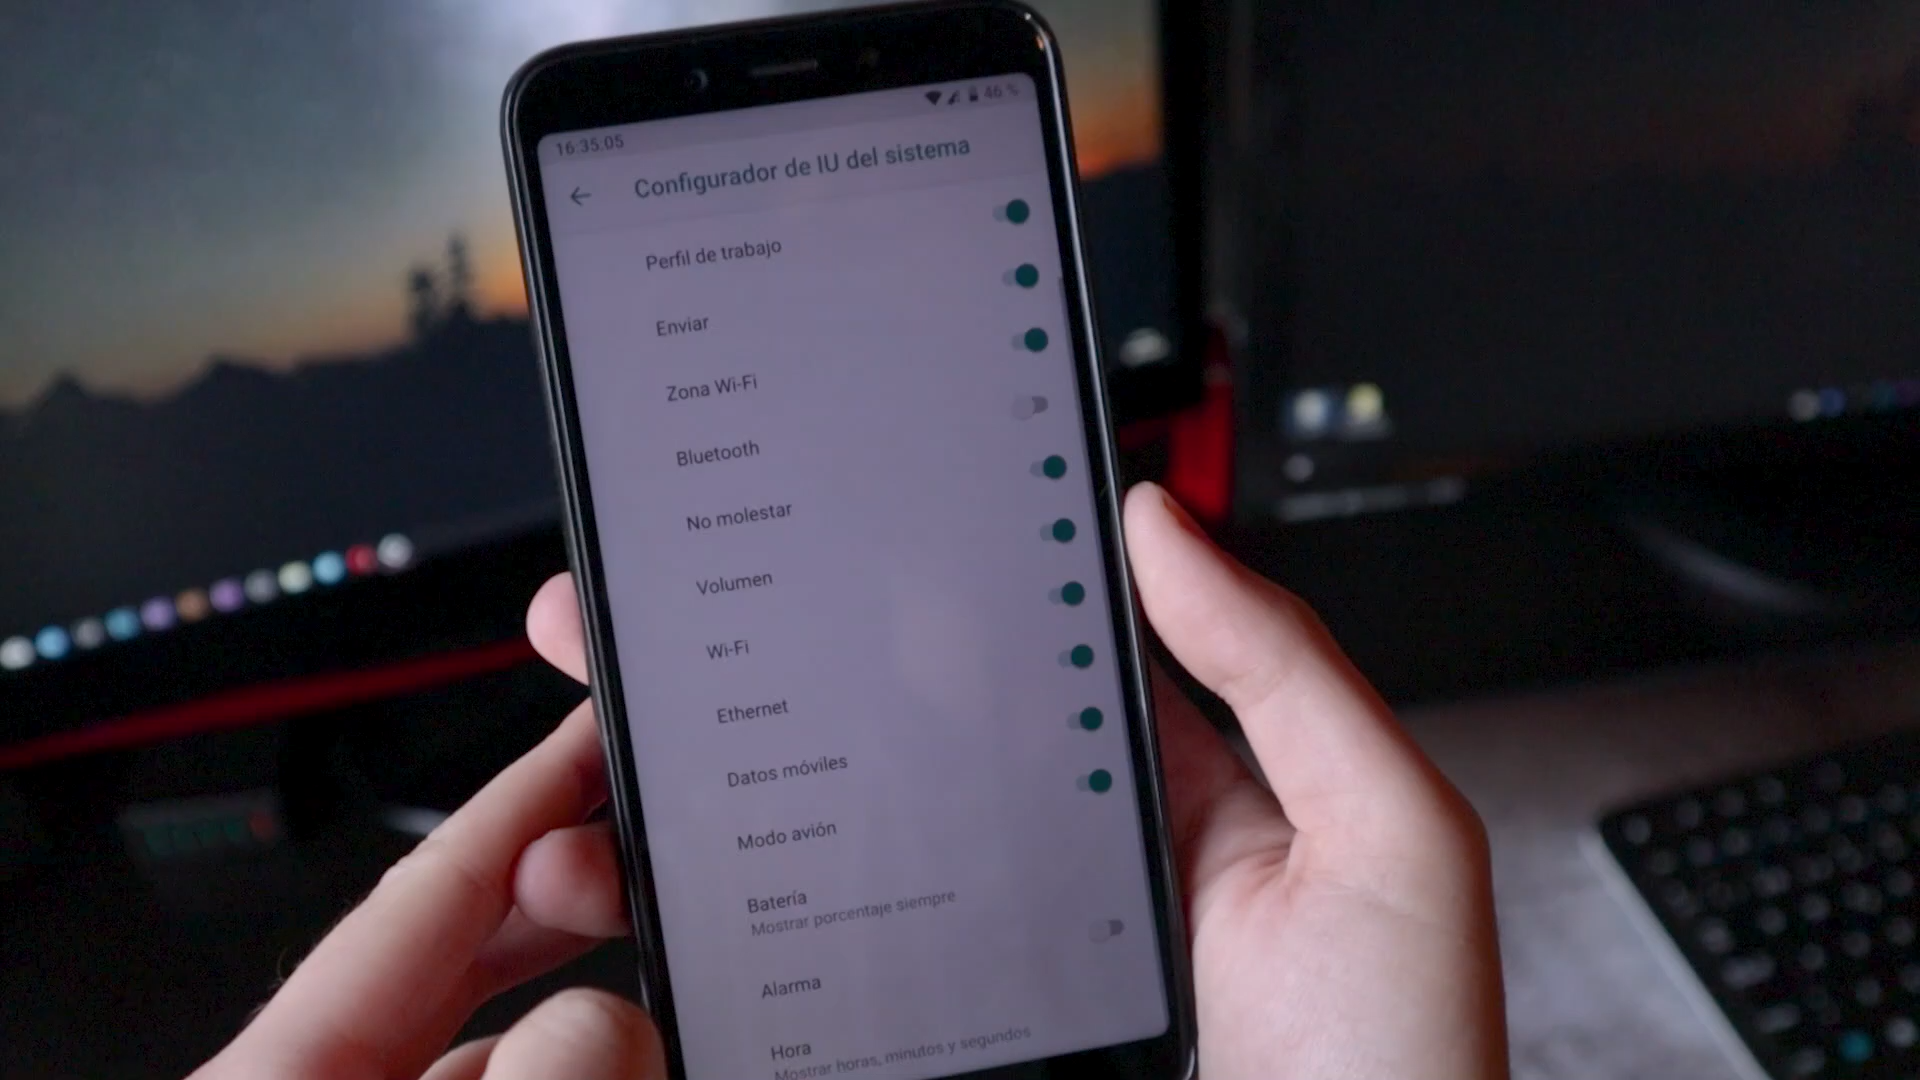 16:35:05
46 %
Configurador de IU del sistema
Perfil de trabajo
Enviar
Zona Wi-Fi
Bluetooth
No molestar
Volumen
Wi-Fi
Ethernet
Datos móviles
Modo avión
Batería
Mostrar porcentaje siempre
Alarma
Hora
Mostrar horas, minutos y segundos